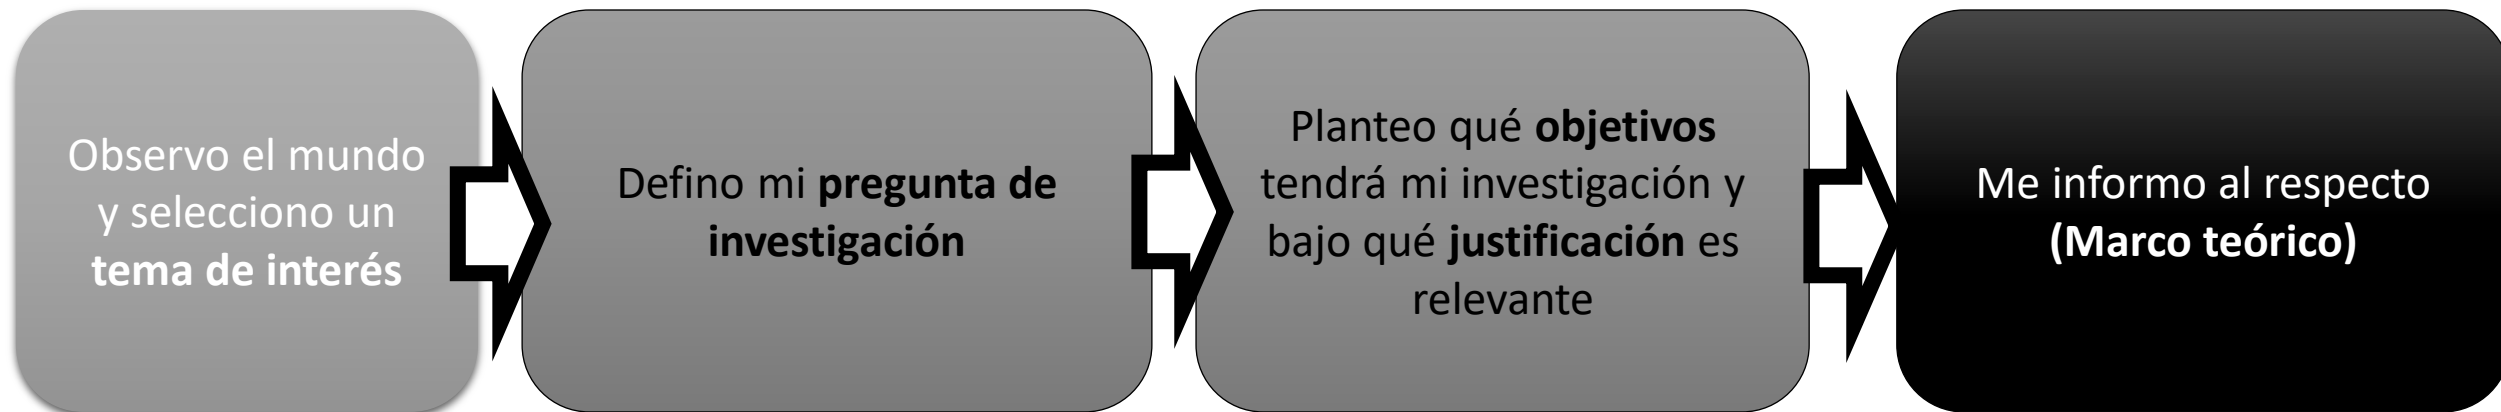 Observo el mundo
y selecciono un
tema de interés
Defino mi pregunta de
investigación
Planteo qué objetivos
tendrá mi investigación y
bajo qué justificación es
relevante
Me informo al respecto
(Marco teórico)